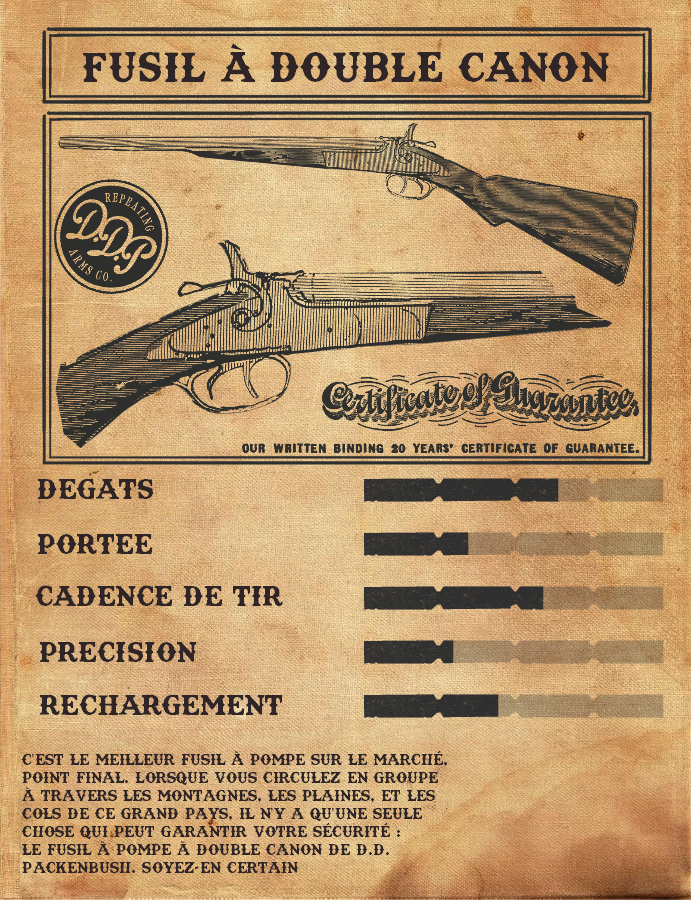 FUSIL À DOUBLE CANON
REPEATING
D.D.P
ARMS CO.
Certificate of Guarantee.
OUR WRITTEN BINDING 20 YEARS' CERTIFICATE OF GUARANTEE.
DEGATS
PORTEE
CADENCE DE TIR
PRECISION
RECHARGEMENT
C'EST LE MEILLEUR FUSIL À POMPE SUR LE MARCHÉ,
POINT FINAL. LORSQUE VOUS CIRCULEZ EN GROUPE
À TRAVERS LES MONTAGNES, LES PLAINES, ET LES
COLS DE CE GRAND PAYS, IL N'Y A QU'UNE SEULE
CHOSE QUI PEUT GARANTIR VOTRE SÉCURITÉ :
LE FUSIL À POMPE À DOUBLE CANON DE D.D.
PACKENBUSH. SOYEZ-EN CERTAIN